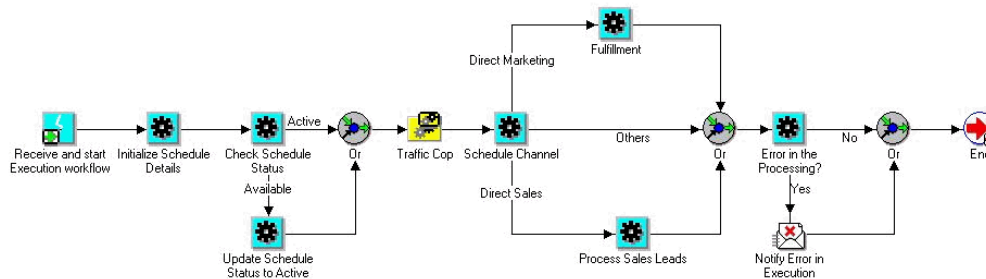 Fulfillment
Direct Marketing
Active
Receive and start
Execution workflow
Initialize Schedule
Details
Check Schedule
Status
Or
Traffic Cop
Schedule Channel
Others
Or
Error in the
Processing?
No
Or
End
Available
Direct Sales
Yes
Update Schedule
Status to Active
Process Sales Leads
Notify Error in
Execution